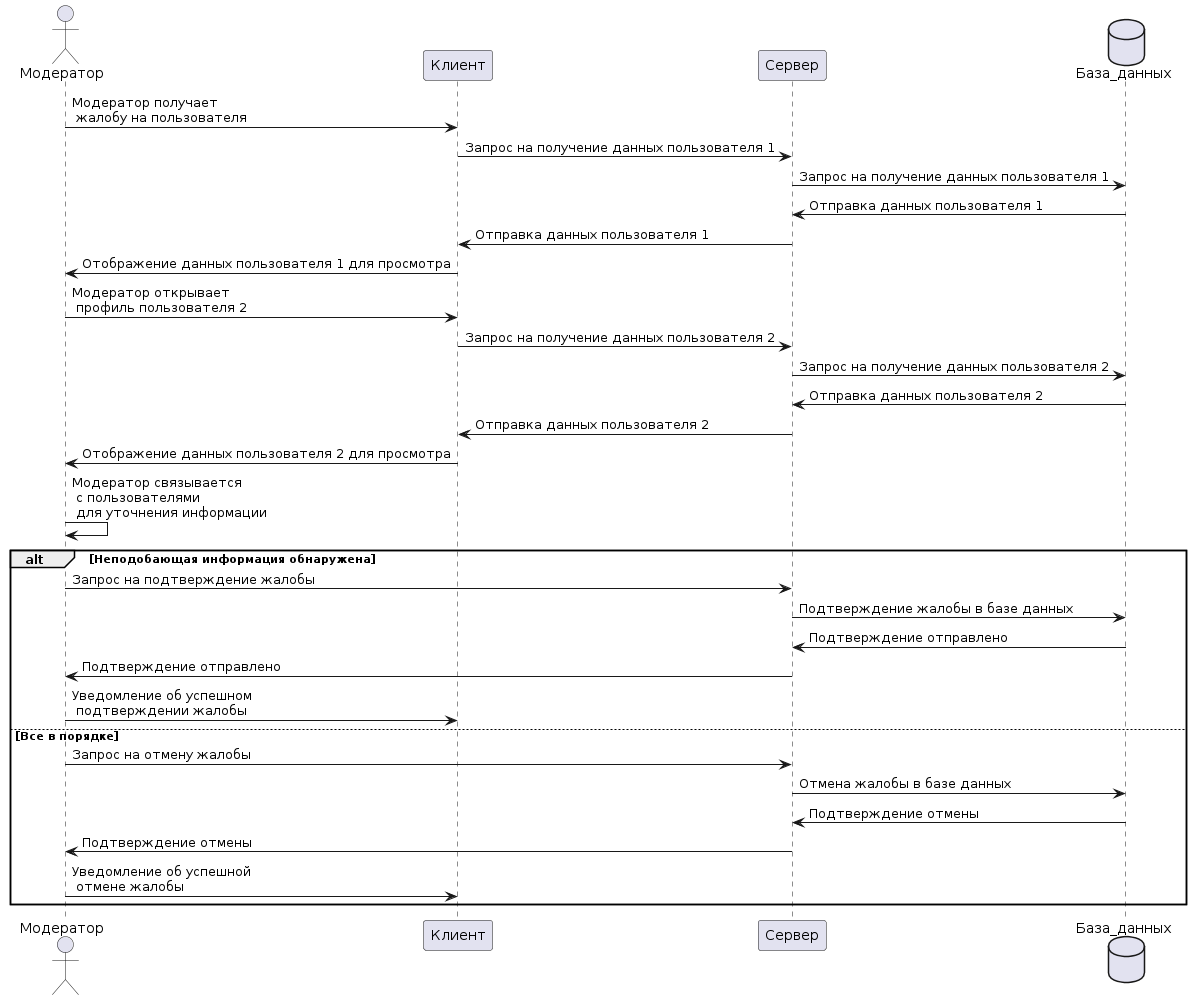 Модератор
Клиент
Сервер
База_данных
Модератор получает
жалобу на пользователя
Запрос на получение данных пользователя 1
Запрос на получение данных пользователя 1
Отправка данных пользователя 1
Отправка данных пользователя 1
Отображение данных пользователя 1 для просмотра
Модератор открывает
профиль пользователя 2
Запрос на получение данных пользователя 2
Запрос на получение данных пользователя 2
Отправка данных пользователя 2
Отправка данных пользователя 2
Отображение данных пользователя 2 для просмотра
Модератор связывается
с пользователями
для уточнения информации
alt [Неподобающая информация обнаружена]
Запрос на подтверждение жалобы
Подтверждение жалобы в базе данных
Подтверждение отправлено
Подтверждение отправлено
Уведомление об успешном
подтверждении жалобы
[Все в порядке]
Запрос на отмену жалобы
Отмена жалобы в базе данных
Подтверждение отмены
Подтверждение отмены
Уведомление об успешной
отмене жалобы
Модератор
Клиент
Сервер
База_данных